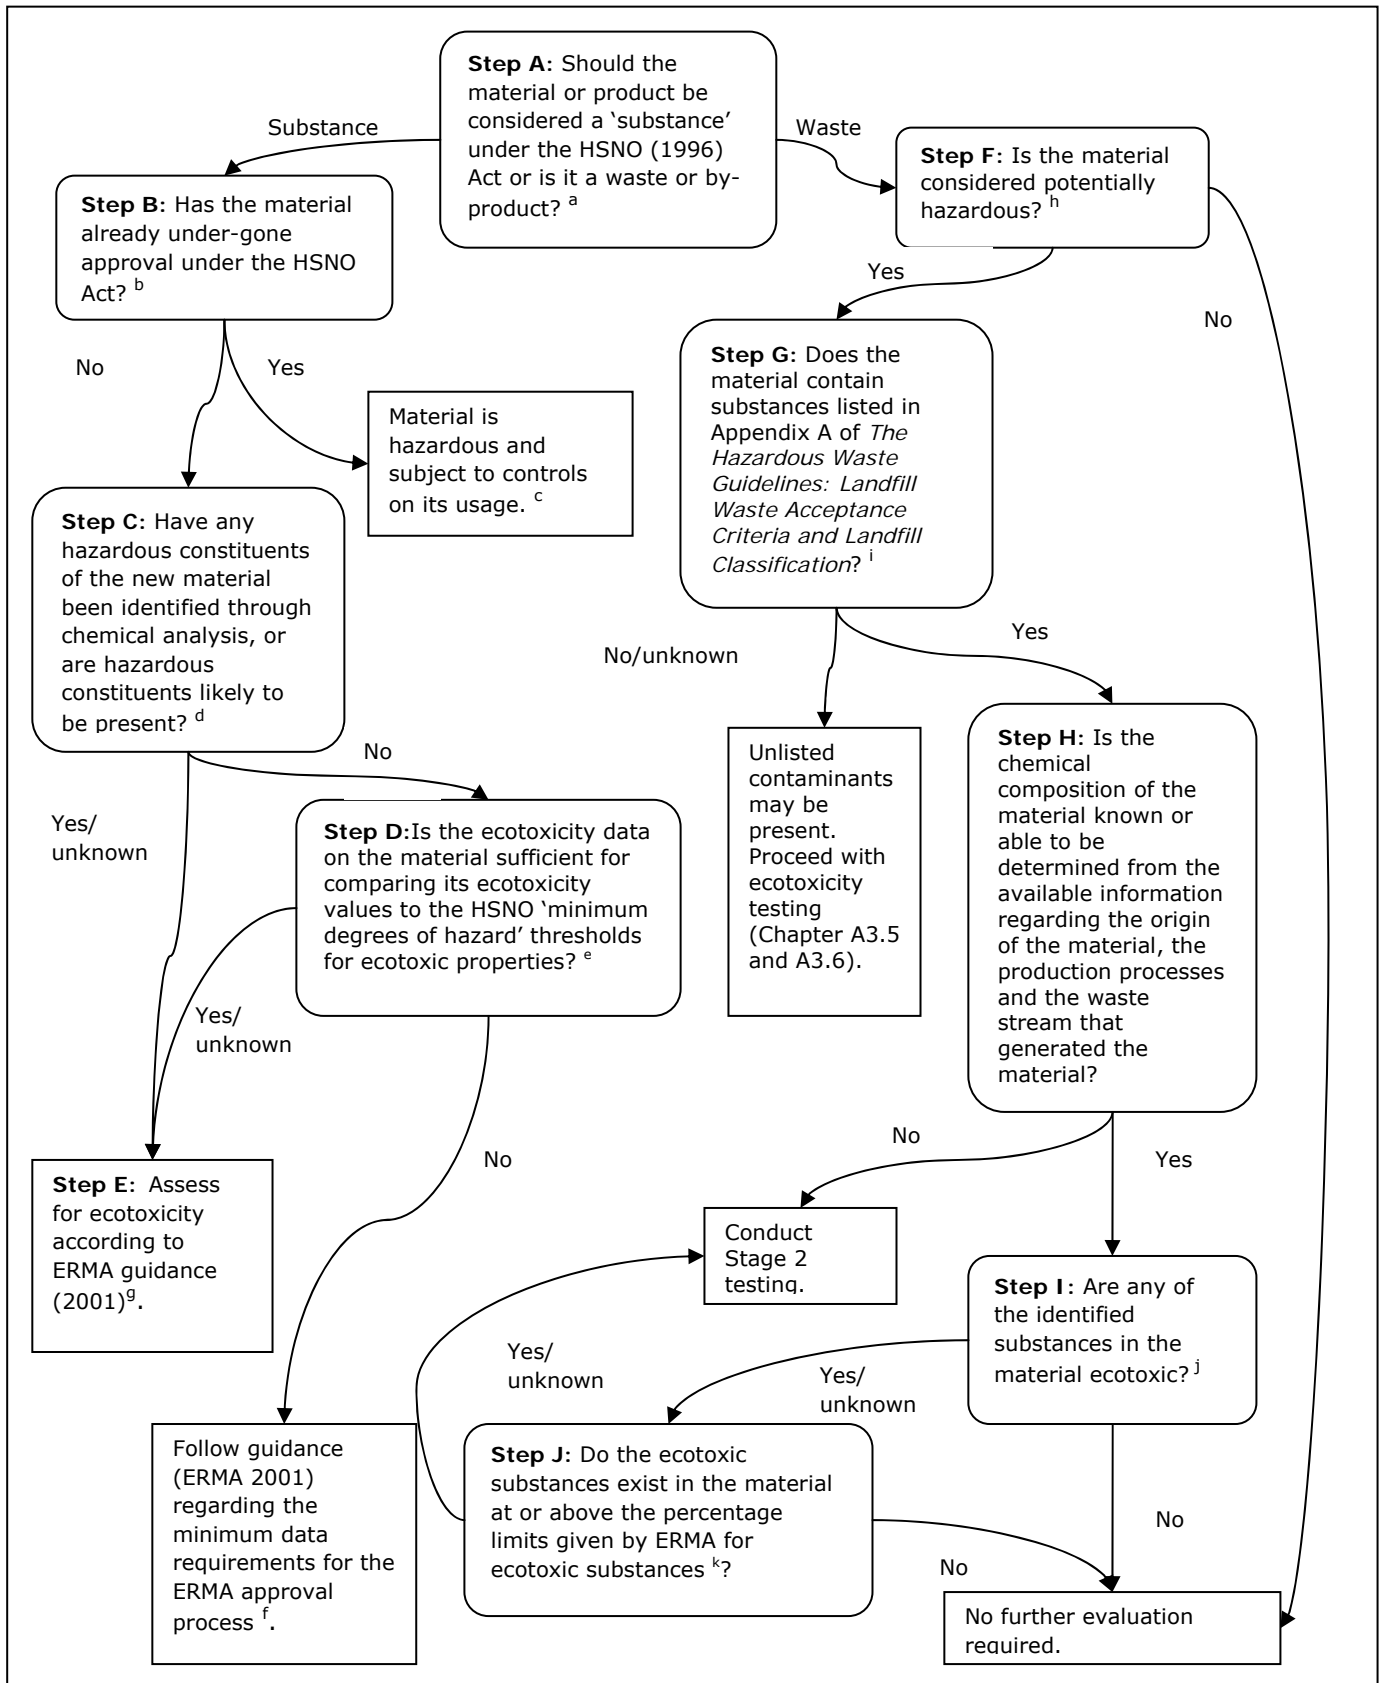 Step A: Should the
material or product be
considered a ‘substance’
under the HSNO (1996)
Act or is it a waste or by-
product? a
Substance
Waste
Step B: Has the material
already under-gone
approval under the HSNO
Act? b
Step F: Is the material
considered potentially
hazardous? h
Yes
No
No
Yes
Material is
hazardous and
subject to controls
on its usage. c
Step G: Does the
material contain
substances listed in
Appendix A of The
Hazardous Waste
Guidelines: Landfill
Waste Acceptance
Criteria and Landfill
Classification? i
Step C: Have any
hazardous constituents
of the new material
been identified through
chemical analysis, or
are hazardous
constituents likely to
be present? d
No/unknown
Yes
No
Yes/
unknown
Unlisted
contaminants
may be
present.
Proceed with
ecotoxicity
testing
(Chapter A3.5
and A3.6).
Step H: Is the
chemical
composition of the
material known or
able to be
determined from the
available information
regarding the origin
of the material, the
production processes
and the waste
stream that
generated the
material?
Step D:Is the ecotoxicity data
on the material sufficient for
comparing its ecotoxicity
values to the HSNO ‘minimum
degrees of hazard’ thresholds
for ecotoxic properties? e
Yes/
unknown
No
No
Yes
Step E: Assess
for ecotoxicity
according to
ERMA guidance
(2001)g.
Conduct
Stage 2
testing.
Step I: Are any of
the identified
substances in the
material ecotoxic? j
Yes/
unknown
Yes/
unknown
No
Follow guidance
(ERMA 2001)
regarding the
minimum data
requirements for the
ERMA approval
process f.
Step J: Do the ecotoxic
substances exist in the material
at or above the percentage
limits given by ERMA for
ecotoxic substances k?
No
No further evaluation
required.